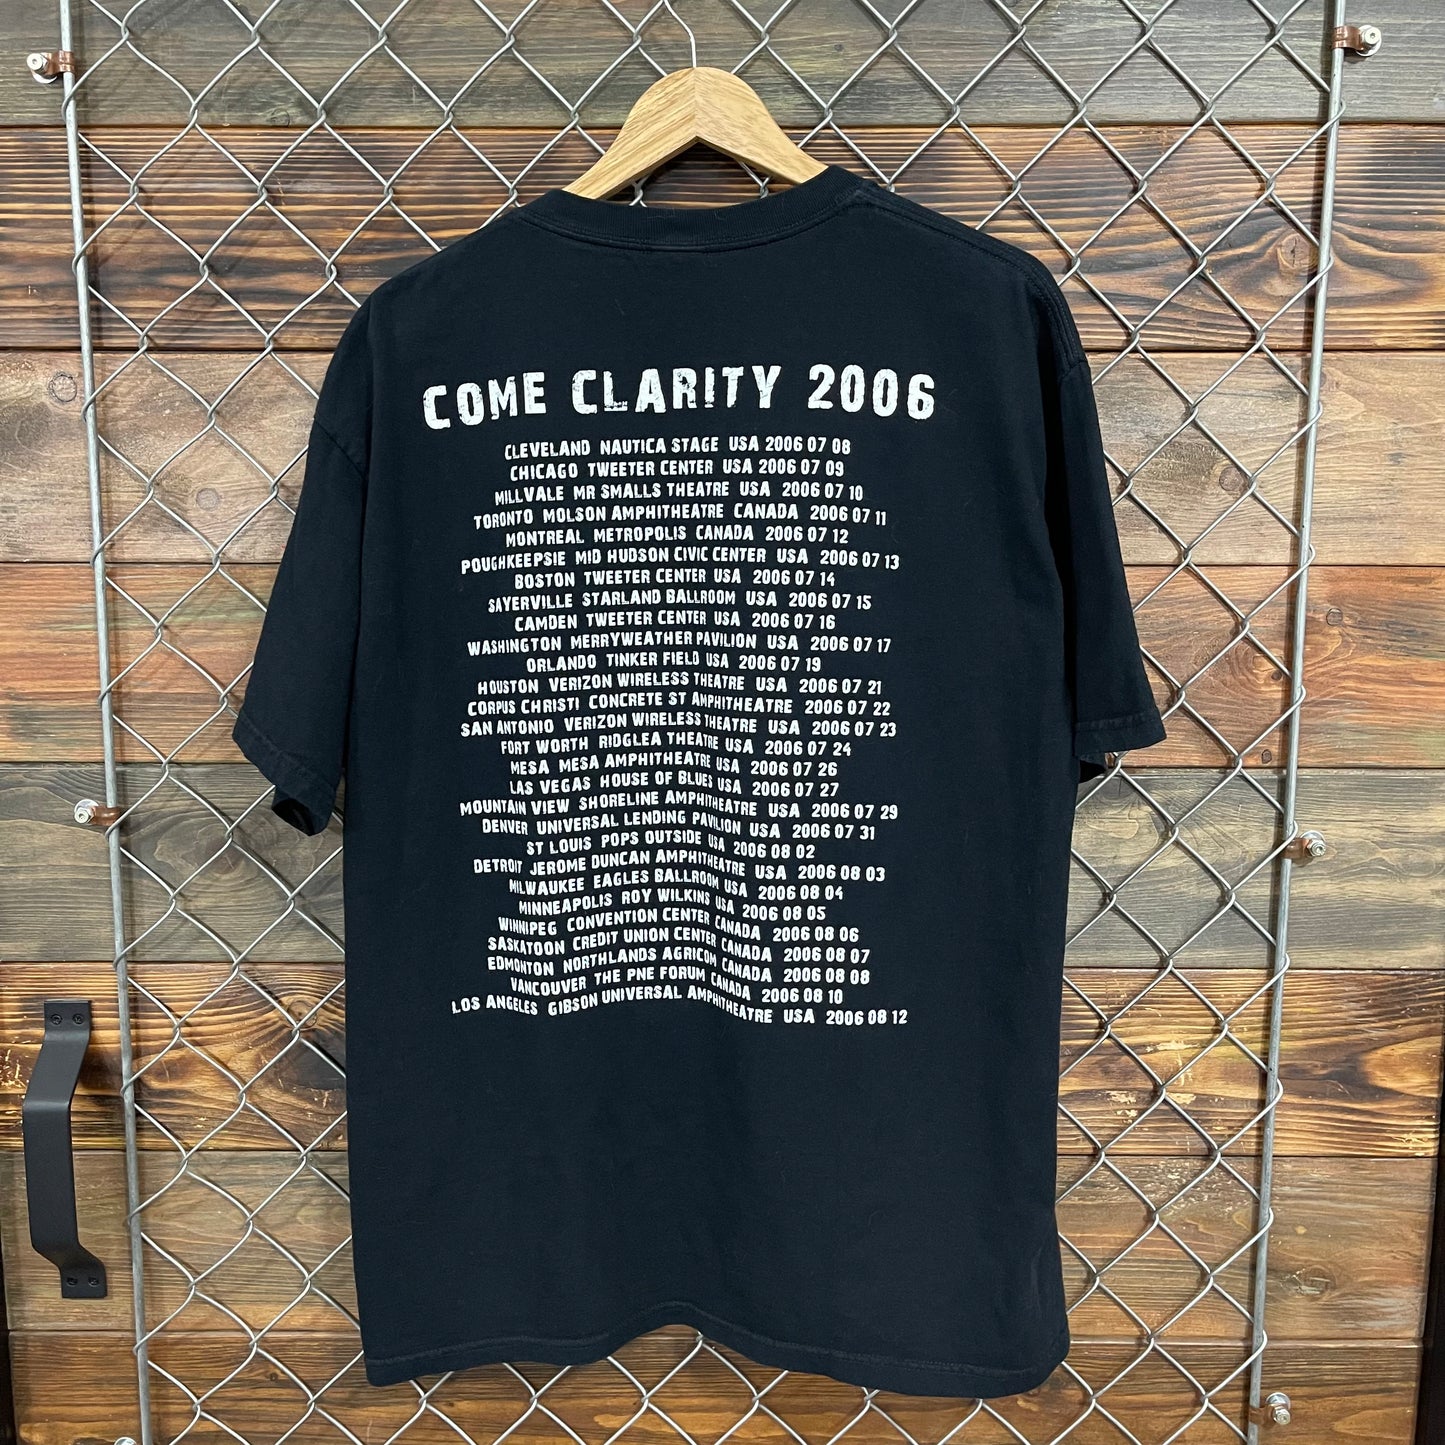 COME CLARITY 2006
CLEVELAND NAUTICA STAGE USA 2006 07 08
CHICAGO TWEETER CENTER USA 2006 07 09
MILLVALE MR SMALLS THEATRE USA 2006 07 10
TORONTO MOLSON AMPHITHEATRE CANADA 2006 07 11
MONTREAL METROPOLIS CANADA 2006 07 12
POUGHKEEPSIE MID HUDSON CIVIC CENTER USA 2006 07 13
BOSTON TWEETER CENTER USA 2006 07 14
SAYERVILLE STARLAND BALLROOM USA 2006 07 15
CAMDEN TWEETER CENTER USA 2006 07 16
WASHINGTON MERRYWEATHER PAVILION USA 2006 07 17
ORLANDO TINKER FIELD USA 2006 07 19
HOUSTON VERIZON WIRELESS THEATRE USA 2006 07 21
CORPUS CHRISTI CONCRETE ST AMPHITHEATRE 2006 07 22
SAN ANTONIO VERIZON WIRELESS THEATRE USA 2006 07 23
FORT WORTH RIDGLEA THEATRE USA 2006 07 24
MESA MESA AMPHITHEATRE USA 2006 07 26
LAS VEGAS HOUSE OF BLUES USA 2006 07 27
MOUNTAIN VIEW SHORELINE AMPHITHEATRE USA 2006 07 29
DENVER UNIVERSAL LENDING PAVILION USA 2006 07 31
ST LOUIS POPS OUTSIDE USA 2006 08 02
DETROIT JEROME DUNCAN AMPHITHEATRE USA 2006 08 03
MILWAUKEE EAGLES BALLROOM USA 2006 08 04
MINNEAPOLIS ROY WILKINS USA 2006 08 05
WINNIPEG CONVENTION CENTER CANADA 2006 08 06
SASKATOON CREDIT UNION CENTER CANADA 2006 08 07
EDMONTON NORTHLANDS AGRICOM CANADA 2006 08 08
VANCOUVER THE PNE FORUM CANADA 2006 08 10
LOS ANGELES GIBSON UNIVERSAL AMPHITHEATRE USA 2006 08 12